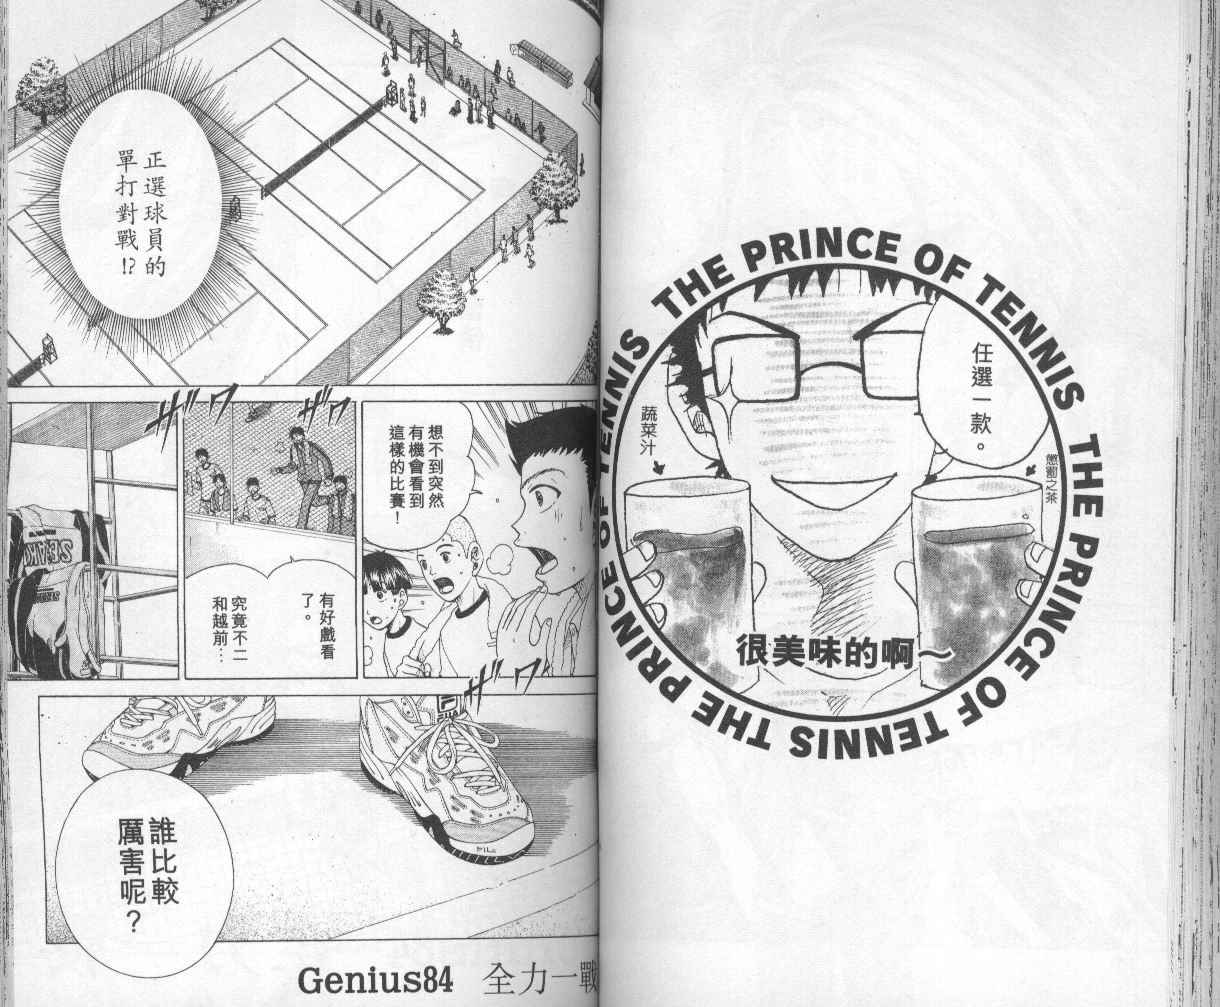 THE PRINCE OF TENNIS THE PRINCE OF TENNIS THE PRINCE OF TENNIS
任選一款。
蔬菜汁
懲罰之茶
很美味的啊～
正選球員的
單打對戰!?
想不到突然
有機會看到
這樣的比賽！
有好戲看
了。
究竟不二
和越前…
ザワ
ザワ
ザワ
FILA
FILA
誰比較
厲害呢？
Genius84 全力一戰